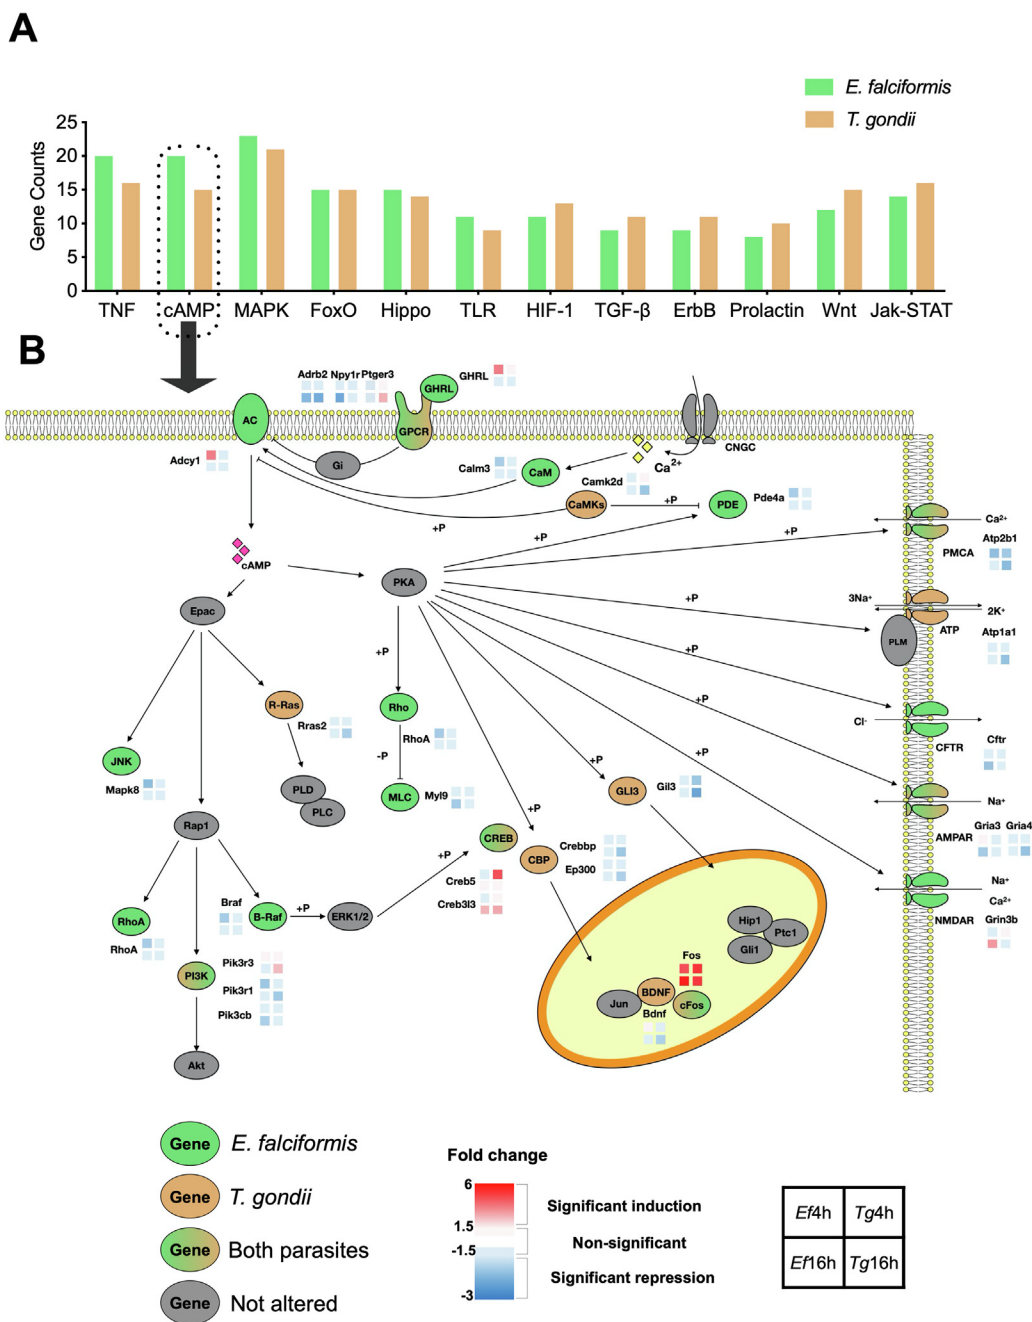 A
E. falciformis
T. gondii
Gene Counts
25
20
15
10
5
0
TNF
cAMP
MAPK
FoxO
Hippo
TLR
HIF-1
TGF-β
ErbB
Prolactin
Wnt
Jak-STAT
B
Adrb2 Npy1r Ptger3
GHRL
GHRL
AC
GPCR
Gi
CNGC
Adcy1
Calm3
CaM
Ca2+
Camk2d
CaMKs
+P
PDE
Pde4a
+P
+P
+P
Ca2+
PMCA
Atp2b1
cAMP
PKA
Epac
+P
3Na+
2K+
PLM
ATP
Atp1a1
+P
+P
R-Ras
Rras2
Rho
RhoA
+P
Cl-
CFTR
Cftr
-P
+P
+P
JNK
Mapk8
PLD
PLC
MLC
Myl9
GLI3
Gil3
Na+
AMPAR
Gria3 Gria4
Rap1
+P
CREB
CBP
Crebbp
Ep300
+P
Creb5
Creb3l3
Na+
Ca2+
NMDAR
Grin3b
RhoA
RhoA
Braf
B-Raf
+P
ERK1/2
Hip1
Ptc1
Gli1
PI3K
Pik3r3
Pik3r1
Pik3cb
Fos
Jun
BDNF
cFos
Bdnf
Akt
Gene
E. falciformis
Gene
T. gondii
Gene
Both parasites
Gene
Not altered
Fold change
6
1.5
-1.5
-3
Significant induction
Non-significant
Significant repression
Ef4h
Tg4h
Ef16h
Tg16h